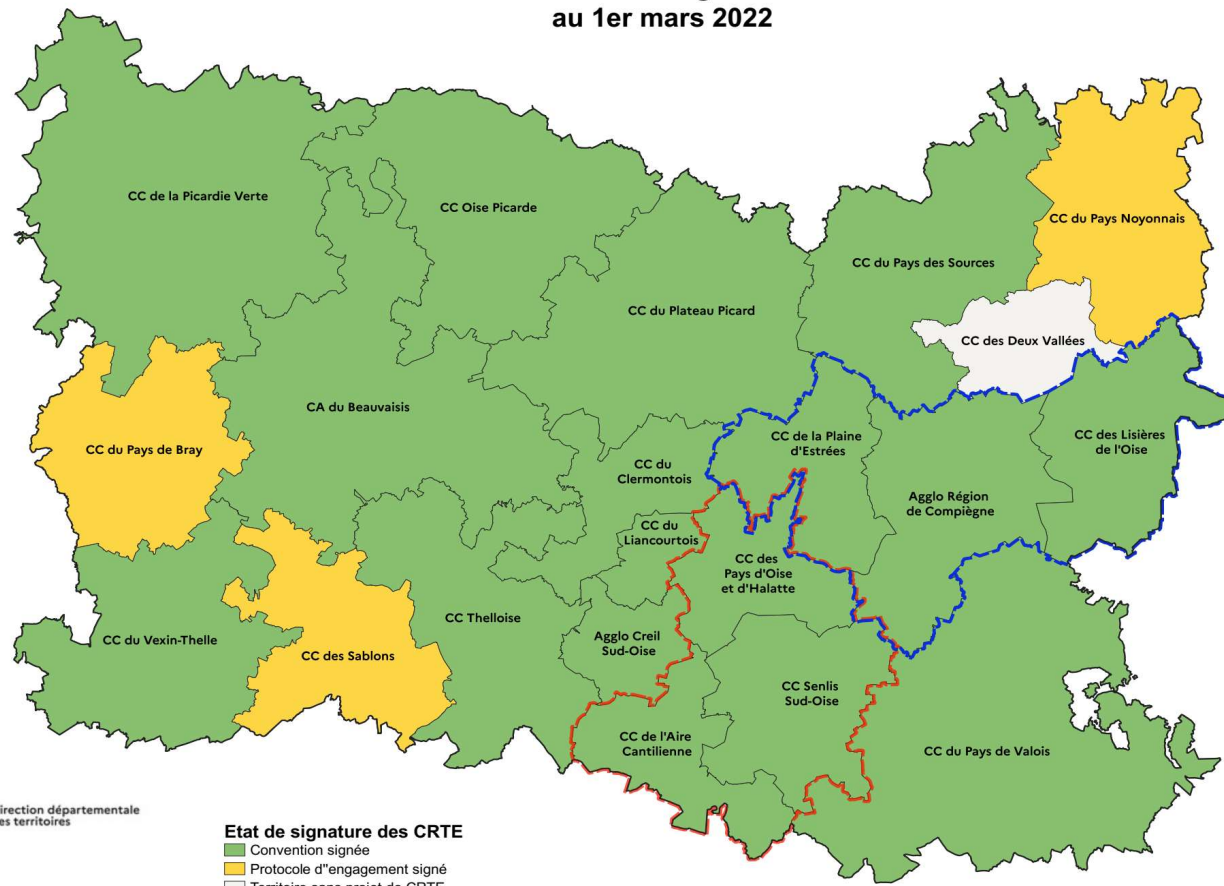 au 1er mars 2022
CC de la Picardie Verte
CC Oise Picarde
CC du Pays Noyonnais
CC du Pays des Sources
CC du Plateau Picard
CC des Deux Vallées
CA du Beauvaisis
CC du Pays de Bray
CC de la Plaine
d'Estrées
CC des Lisières
de l'Oise
CC du
Clermontois
Agglo Région
de Compiègne
CC du
Liancourtois
CC des
Pays d'Oise
et d'Halatte
CC Thelloise
CC du Vexin-Thelle
Agglo Creil
Sud-Oise
CC des Sablons
CC Senlis
Sud-Oise
CC de l'Aire
Cantilienne
CC du Pays de Valois
irection départementale
es territoires
Etat de signature des CRTE
Convention signée
Protocole d"engagement signé
Territoire sans projet de CRTE